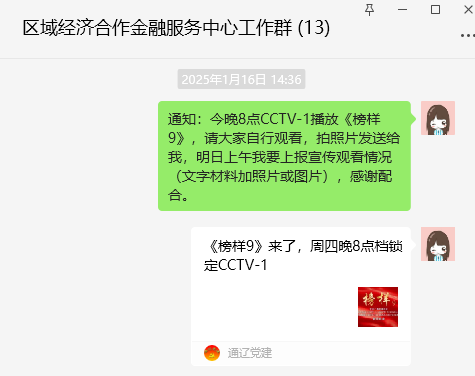 区域经济合作金融服务中心工作群 (13)
2025年1月16日 14:36
通知：今晚8点CCTV-1播放《榜样
9》，请大家自行观看，拍照片发送给
我，明日上午我要上报宣传观看情况
（文字材料加照片或图片），感谢配
合。
《榜样9》来了，周四晚8点档锁
定CCTV-1
榜样
通辽党建